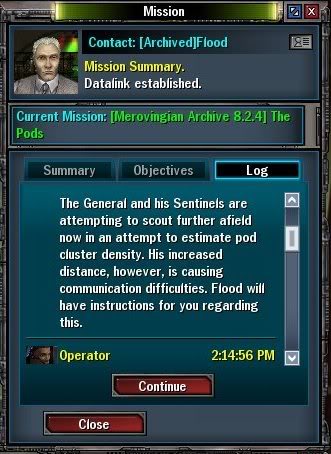 Mission
Contact: [Archived]Flood
Mission Summary.
Datalink established.
Current Mission: [Merovingian Archive 8.2.4] The
Pods
Summary
Objectives
Log
The General and his Sentinels are
attempting to scout further afield
now in an attempt to estimate pod
cluster density. His increased
distance, however, is causing
communication difficulties. Flood will
have instructions for you regarding
this.
Operator
2:14:56 PM
Continue
Close